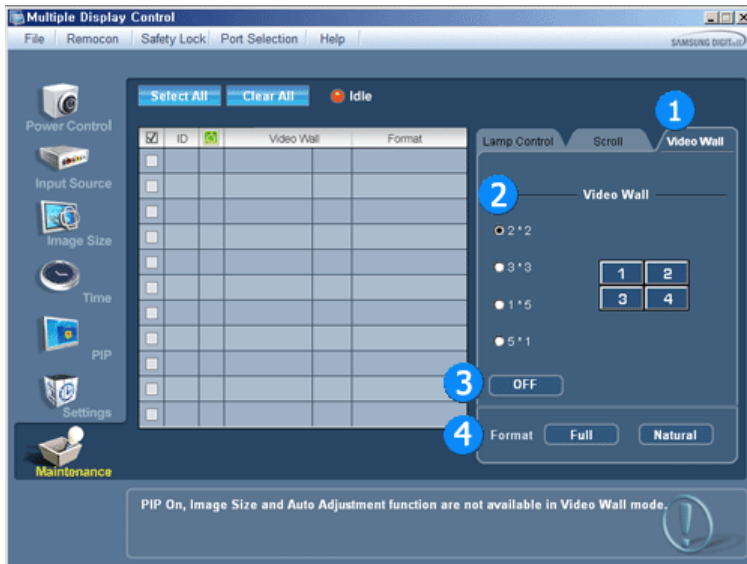 Multiple Display Control
File Remocon Safety Lock Port Selection Help
Select All Clear All Idle
Power Control
Input Source
Image Size
Time
PIP
Settings
Maintenance
ID Video Wall Format
1
Lamp Control Scroll Video Wall
2
Video Wall
2 * 2
3 * 3
1 * 5
5 * 1
1 2
3 4
3
OFF
4
Format Full Natural
PIP On, Image Size and Auto Adjustment function are not available in Video Wall mode.